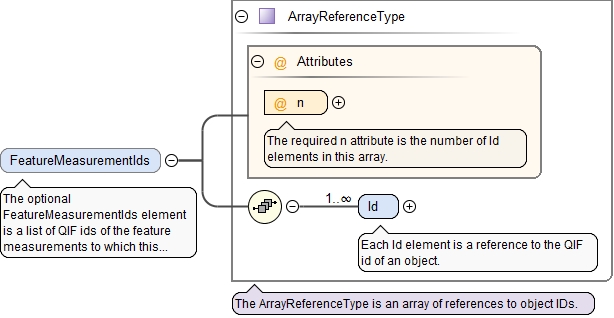 ArrayReferenceType
@ Attributes
@ n
The required n attribute is the number of Id
elements in this array.
FeatureMeasurementIds
The optional
FeatureMeasurementIds element
is a list of QIF ids of the feature
measurements to which this...
1..∞
Id
Each Id element is a reference to the QIF
id of an object.
The ArrayReferenceType is an array of references to object IDs.